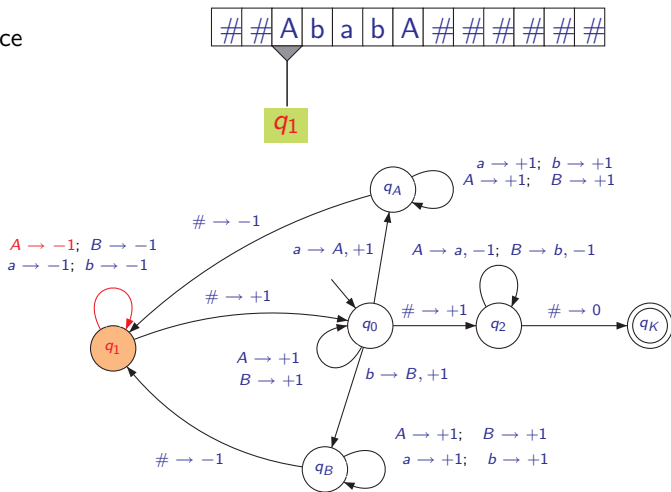 # # A b a b A # # # # # #
ce
q1
a → +1; b → +1
A → +1; B → +1
qA
# → −1
A → −1; B → −1
a → −1; b → −1
a → A, +1
A → a, −1; B → b, −1
# → +1
# → +1
# → 0
q1
q0
q2
qK
A → +1
B → +1
b → B, +1
A → +1; B → +1
a → +1; b → +1
# → −1
qB